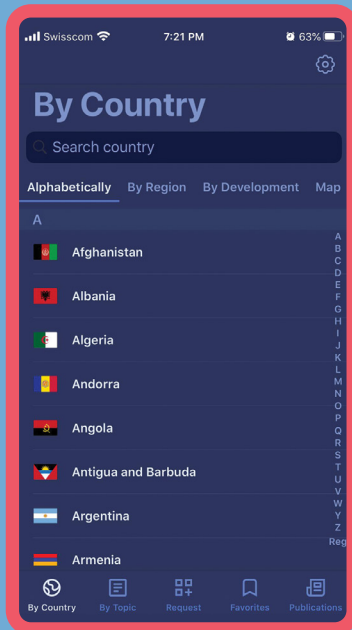 Swisscom 7:21 PM 63%
By Country
Search country
Alphabetically By Region By Development Map
A
Afghanistan
Albania
Algeria
Andorra
Angola
Antigua and Barbuda
Argentina
Armenia
A
B
C
D
E
F
G
H
I
J
K
L
M
N
O
P
Q
R
S
T
U
V
W
Y
Z
Reg
By Country By Topic Request Favorites Publications